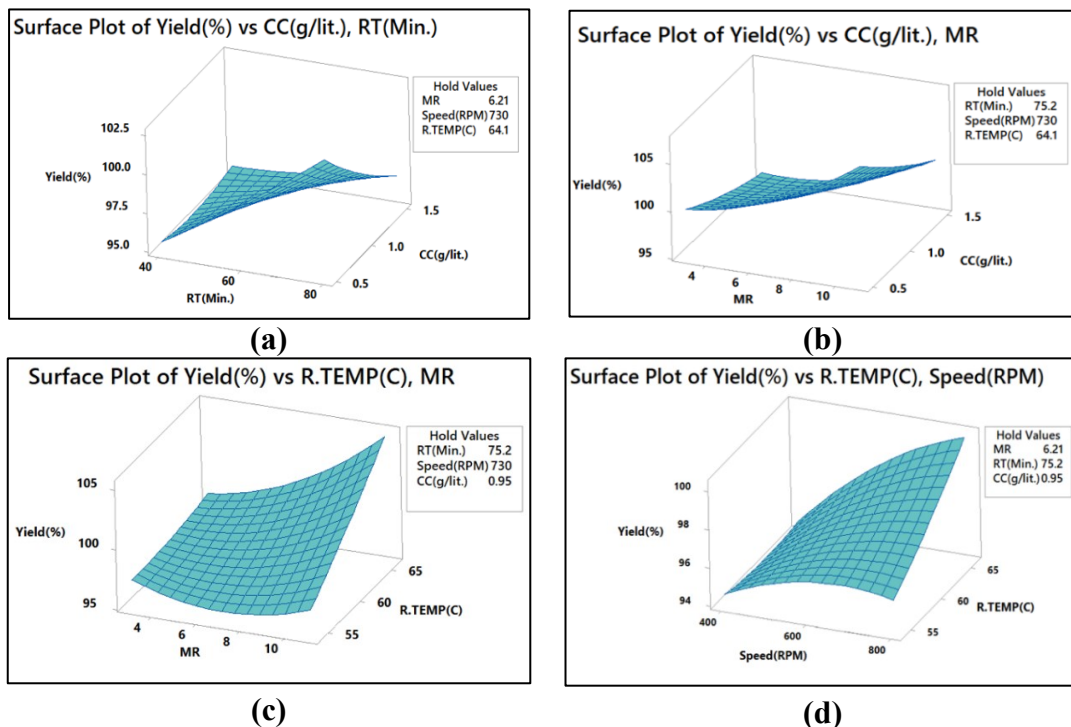 Surface Plot of Yield(%) vs CC(g/lit.), RT(Min.)
Hold Values
MR 6.21
Speed(RPM) 730
R.TEMP(C) 64.1
102.5
100.0
97.5
95.0
Yield(%)
40
60
80
RT(Min.)
0.5
1.0
1.5
CC(g/lit.)
(a)
Surface Plot of Yield(%) vs CC(g/lit.), MR
Hold Values
RT(Min.) 75.2
Speed(RPM) 730
R.TEMP(C) 64.1
105
100
95
Yield(%)
4
6
8
10
MR
0.5
1.0
1.5
CC(g/lit.)
(b)
Surface Plot of Yield(%) vs R.TEMP(C), MR
Hold Values
RT(Min.) 75.2
Speed(RPM) 730
CC(g/lit.) 0.95
105
100
95
Yield(%)
4
6
8
10
MR
55
60
65
R.TEMP(C)
(c)
Surface Plot of Yield(%) vs R.TEMP(C), Speed(RPM)
Hold Values
MR 6.21
RT(Min.) 75.2
CC(g/lit.) 0.95
100
98
96
94
Yield(%)
400
600
800
Speed(RPM)
55
60
65
R.TEMP(C)
(d)